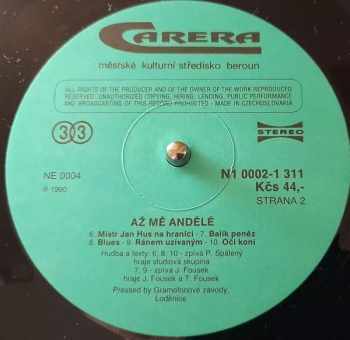 CARERA
městské kulturní středisko beroun
ALL RIGHTS OF THE PRODUCER AND OF THE OWNER OF THE WORK REPRODUCED
RESERVED. UNAUTHORIZED COPYING, HIRING, LENDING, PUBLIC PERFORMANCE
AND BROADCASTING OF THIS RECORD PROHIBITED - MADE IN CZECHOSLOVAKIA
33
STEREO
NE 0004
N1 0002-1 311
℗ 1990
Kčs 44,-
STRANA 2
AŽ MĚ ANDĚLÉ
6. Mistr Jan Hus na hranici - 7. Balík peněz
8. Blues - 9. Ránem uzívaným - 10. Oči koní
Hudba a texty: 6, 8, 10 - zpívá P. Spálený
hraje studiová skupina
7, 9 - zpívá J. Fousek
hraje J. Fousek a T. Fousek
Pressed by Gramofonové závody,
Loděnice